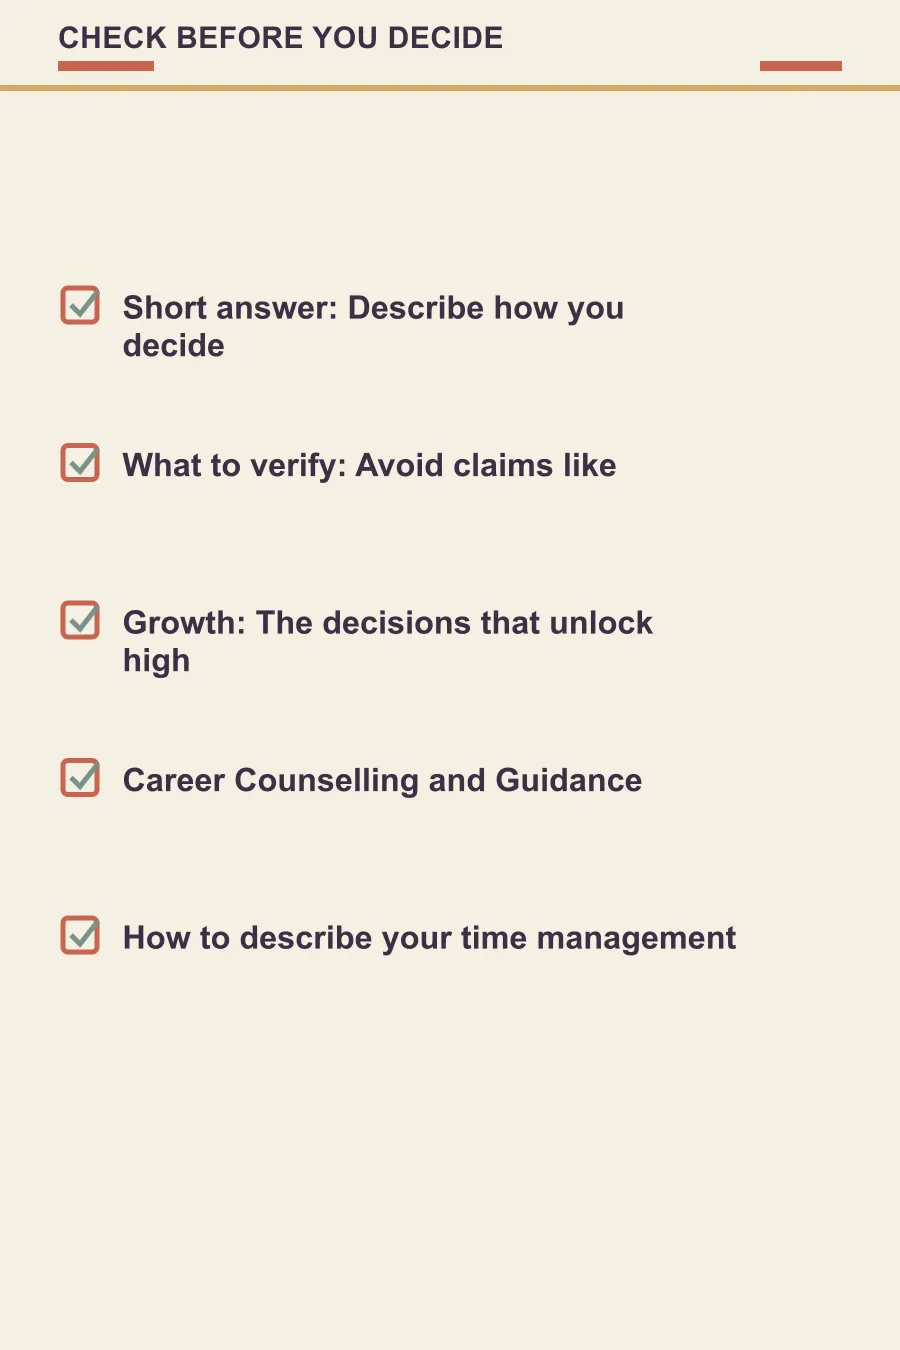 CHECK BEFORE YOU DECIDE
Short answer: Describe how you
decide
What to verify: Avoid claims like
Growth: The decisions that unlock
high
Career Counselling and Guidance
How to describe your time management